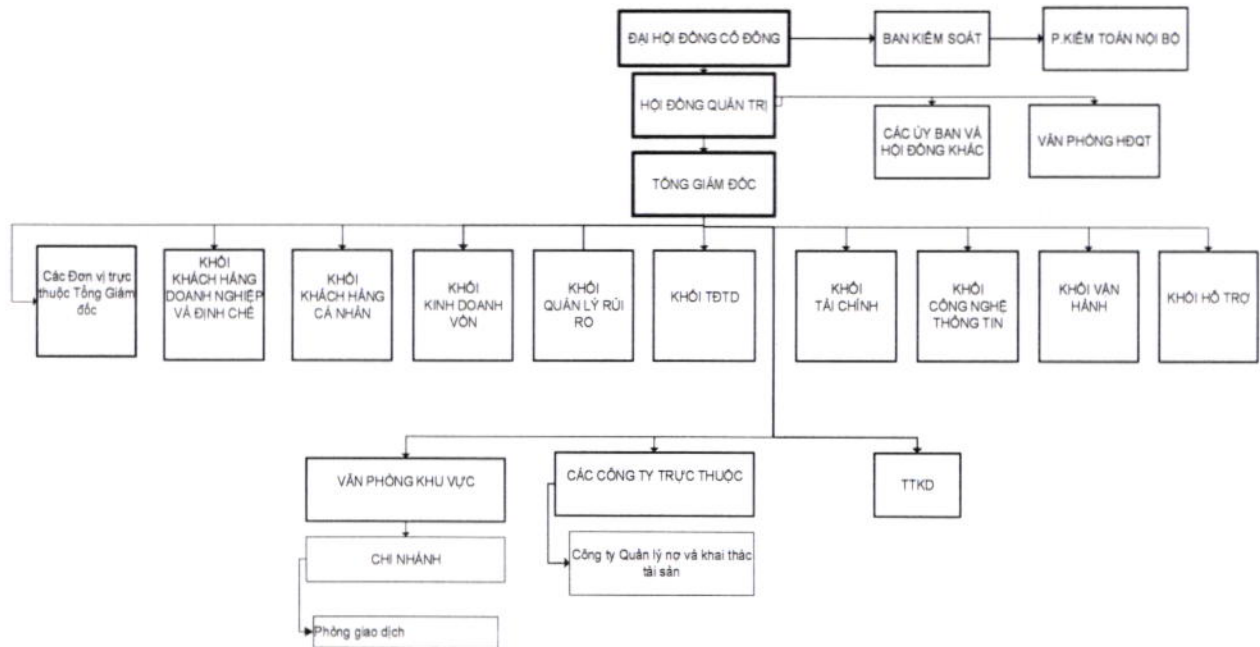 ĐẠI HỘI ĐỒNG CỔ ĐÔNG
BAN KIỂM SOÁT
P.KIỂM TOÁN NỘI BỘ
HỘI ĐỒNG QUẢN TRỊ
CÁC ỦY BAN VÀ
HỘI ĐỒNG KHÁC
VĂN PHÒNG HĐQT
TỔNG GIÁM ĐỐC
Các Đơn vị trực
thuộc Tổng Giám
đốc
KHỐI
KHÁCH HÀNG
DOANH NGHIỆP
VÀ ĐỊNH CHẾ
KHỐI
KHÁCH HÀNG
CÁ NHÂN
KHỐI
KINH DOANH
VỐN
KHỐI
QUẢN LÝ RỦI
RO
KHỐI TĐTD
KHỐI
TÀI CHÍNH
KHỐI
CÔNG NGHỆ
THÔNG TIN
KHỐI VẬN
HÀNH
KHỐI HỖ TRỢ
VĂN PHÒNG KHU VỰC
CÁC CÔNG TY TRỰC THUỘC
TTKD
CHI NHÁNH
Công ty Quản lý nợ và khai thác
tài sản
Phòng giao dịch